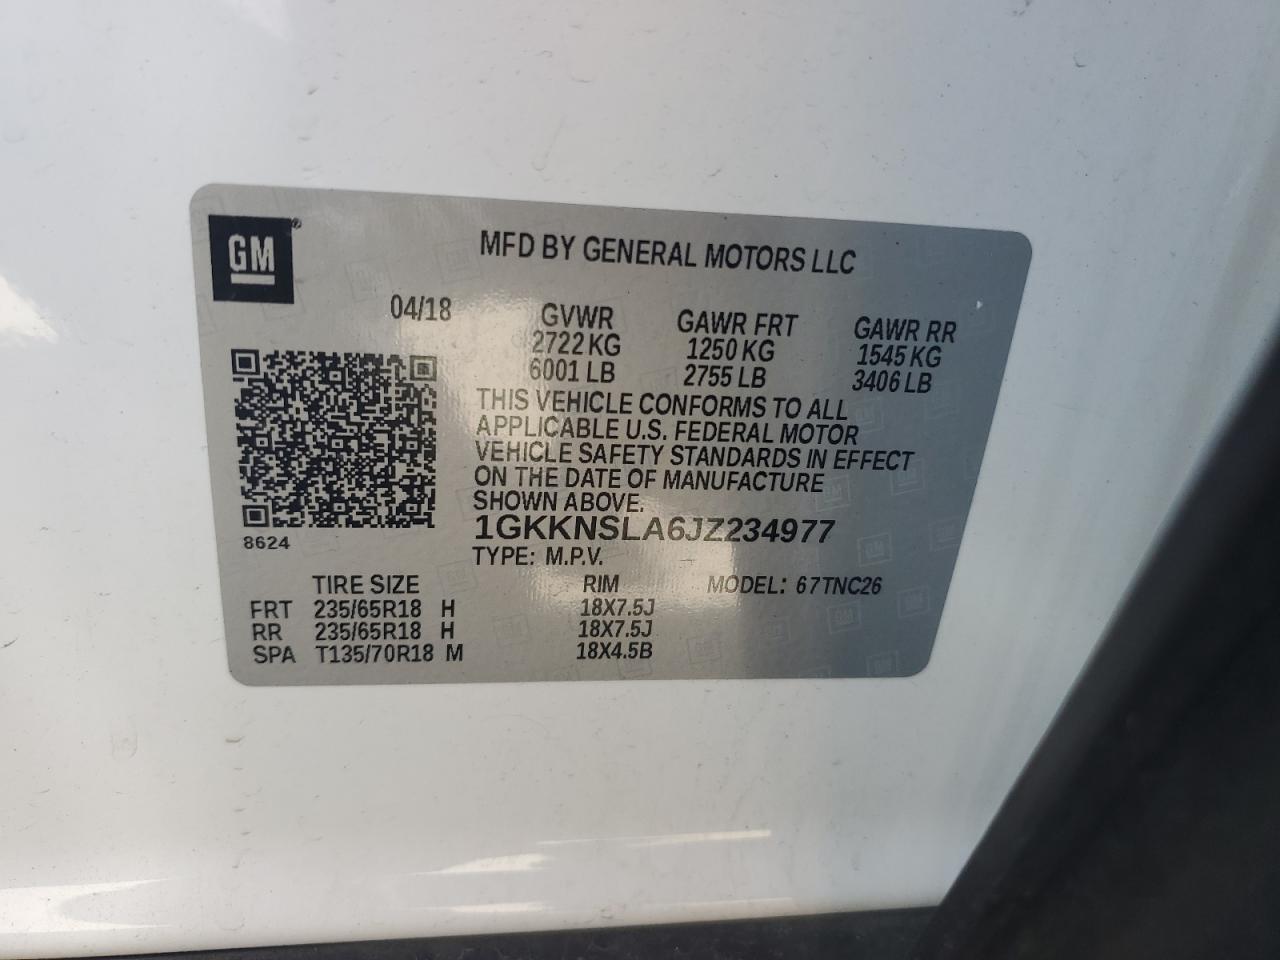 GM ®
MFD BY GENERAL MOTORS LLC
04/18 GVWR GAWR FRT GAWR RR
2722 KG 1250 KG 1545 KG
6001 LB 2755 LB 3406 LB
THIS VEHICLE CONFORMS TO ALL
APPLICABLE U.S. FEDERAL MOTOR
VEHICLE SAFETY STANDARDS IN EFFECT
ON THE DATE OF MANUFACTURE
SHOWN ABOVE.
1GKKNSLA6JZ234977
8624
TYPE: M.P.V.
TIRE SIZE RIM MODEL: 67TNC26
FRT 235/65R18 H 18X7.5J
RR 235/65R18 H 18X7.5J
SPA T135/70R18 M 18X4.5B